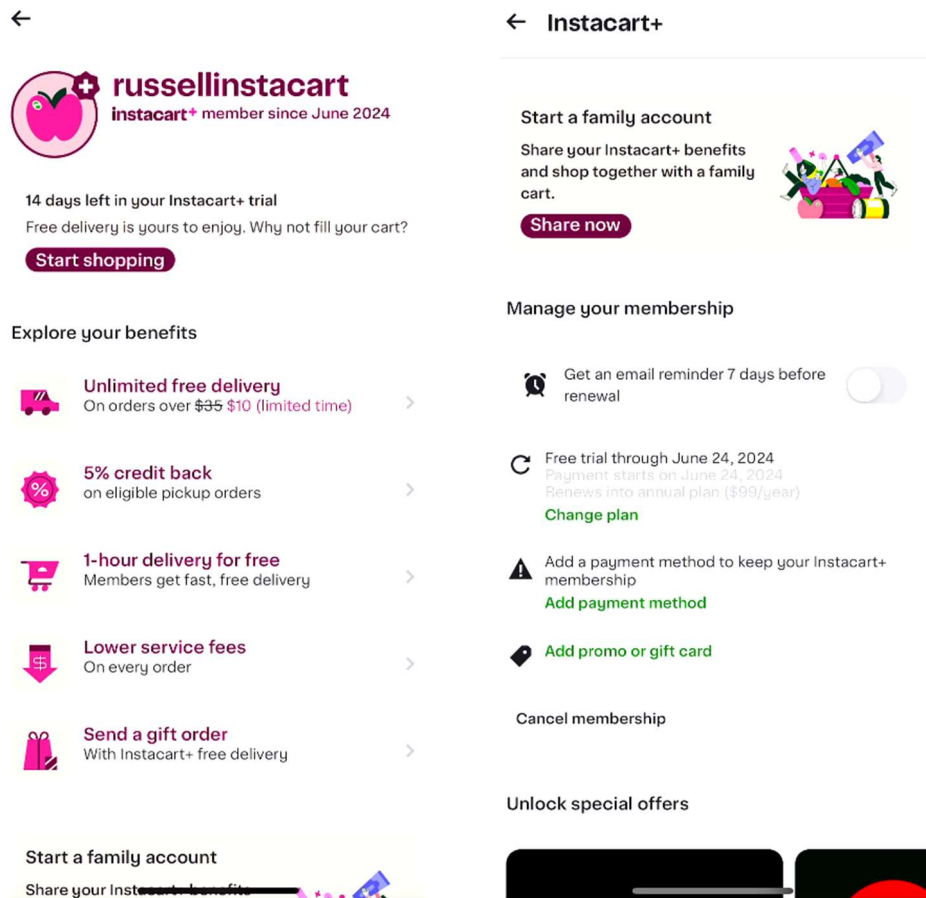 russellinstacart
instacart+ member since June 2024
14 days left in your Instacart+ trial
Free delivery is yours to enjoy. Why not fill your cart?
Start shopping
Explore your benefits
Unlimited free delivery
On orders over $35 $10 (limited time)
5% credit back
on eligible pickup orders
1-hour delivery for free
Members get fast, free delivery
Lower service fees
On every order
Send a gift order
With Instacart+ free delivery
Start a family account
Share your Instacart+ benefits
Instacart+
Start a family account
Share your Instacart+ benefits
and shop together with a family
cart.
Share now
Manage your membership
Get an email reminder 7 days before
renewal
Free trial through June 24, 2024
Payment starts on June 24, 2024
Renews into annual plan ($99/year)
Change plan
Add a payment method to keep your Instacart+
membership
Add payment method
Add promo or gift card
Cancel membership
Unlock special offers